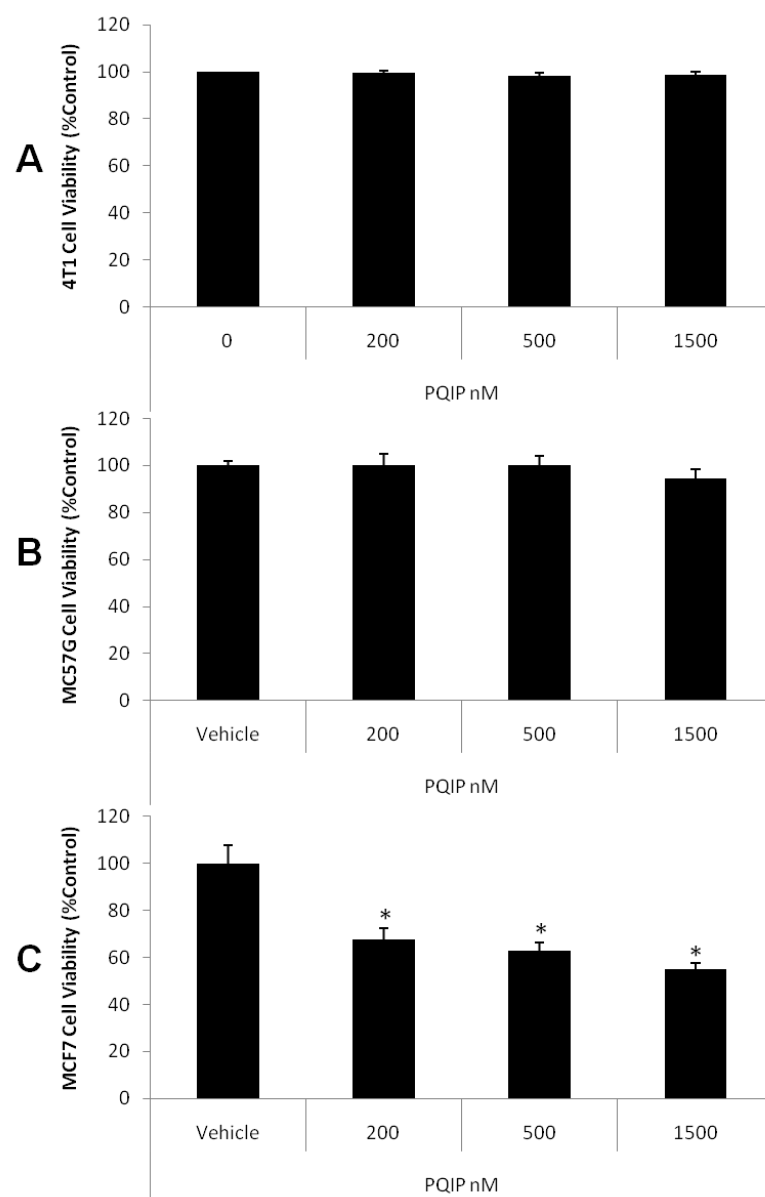 A
4T1 Cell Viability (%Control)
120
100
80
60
40
20
0
0 200 500 1500
PQIP nM
B
MC57G Cell Viability (%Control)
120
100
80
60
40
20
0
Vehicle 200 500 1500
PQIP nM
C
MCF7 Cell Viability (%Control)
120
100
80
60
40
20
0
* * *
Vehicle 200 500 1500
PQIP nM